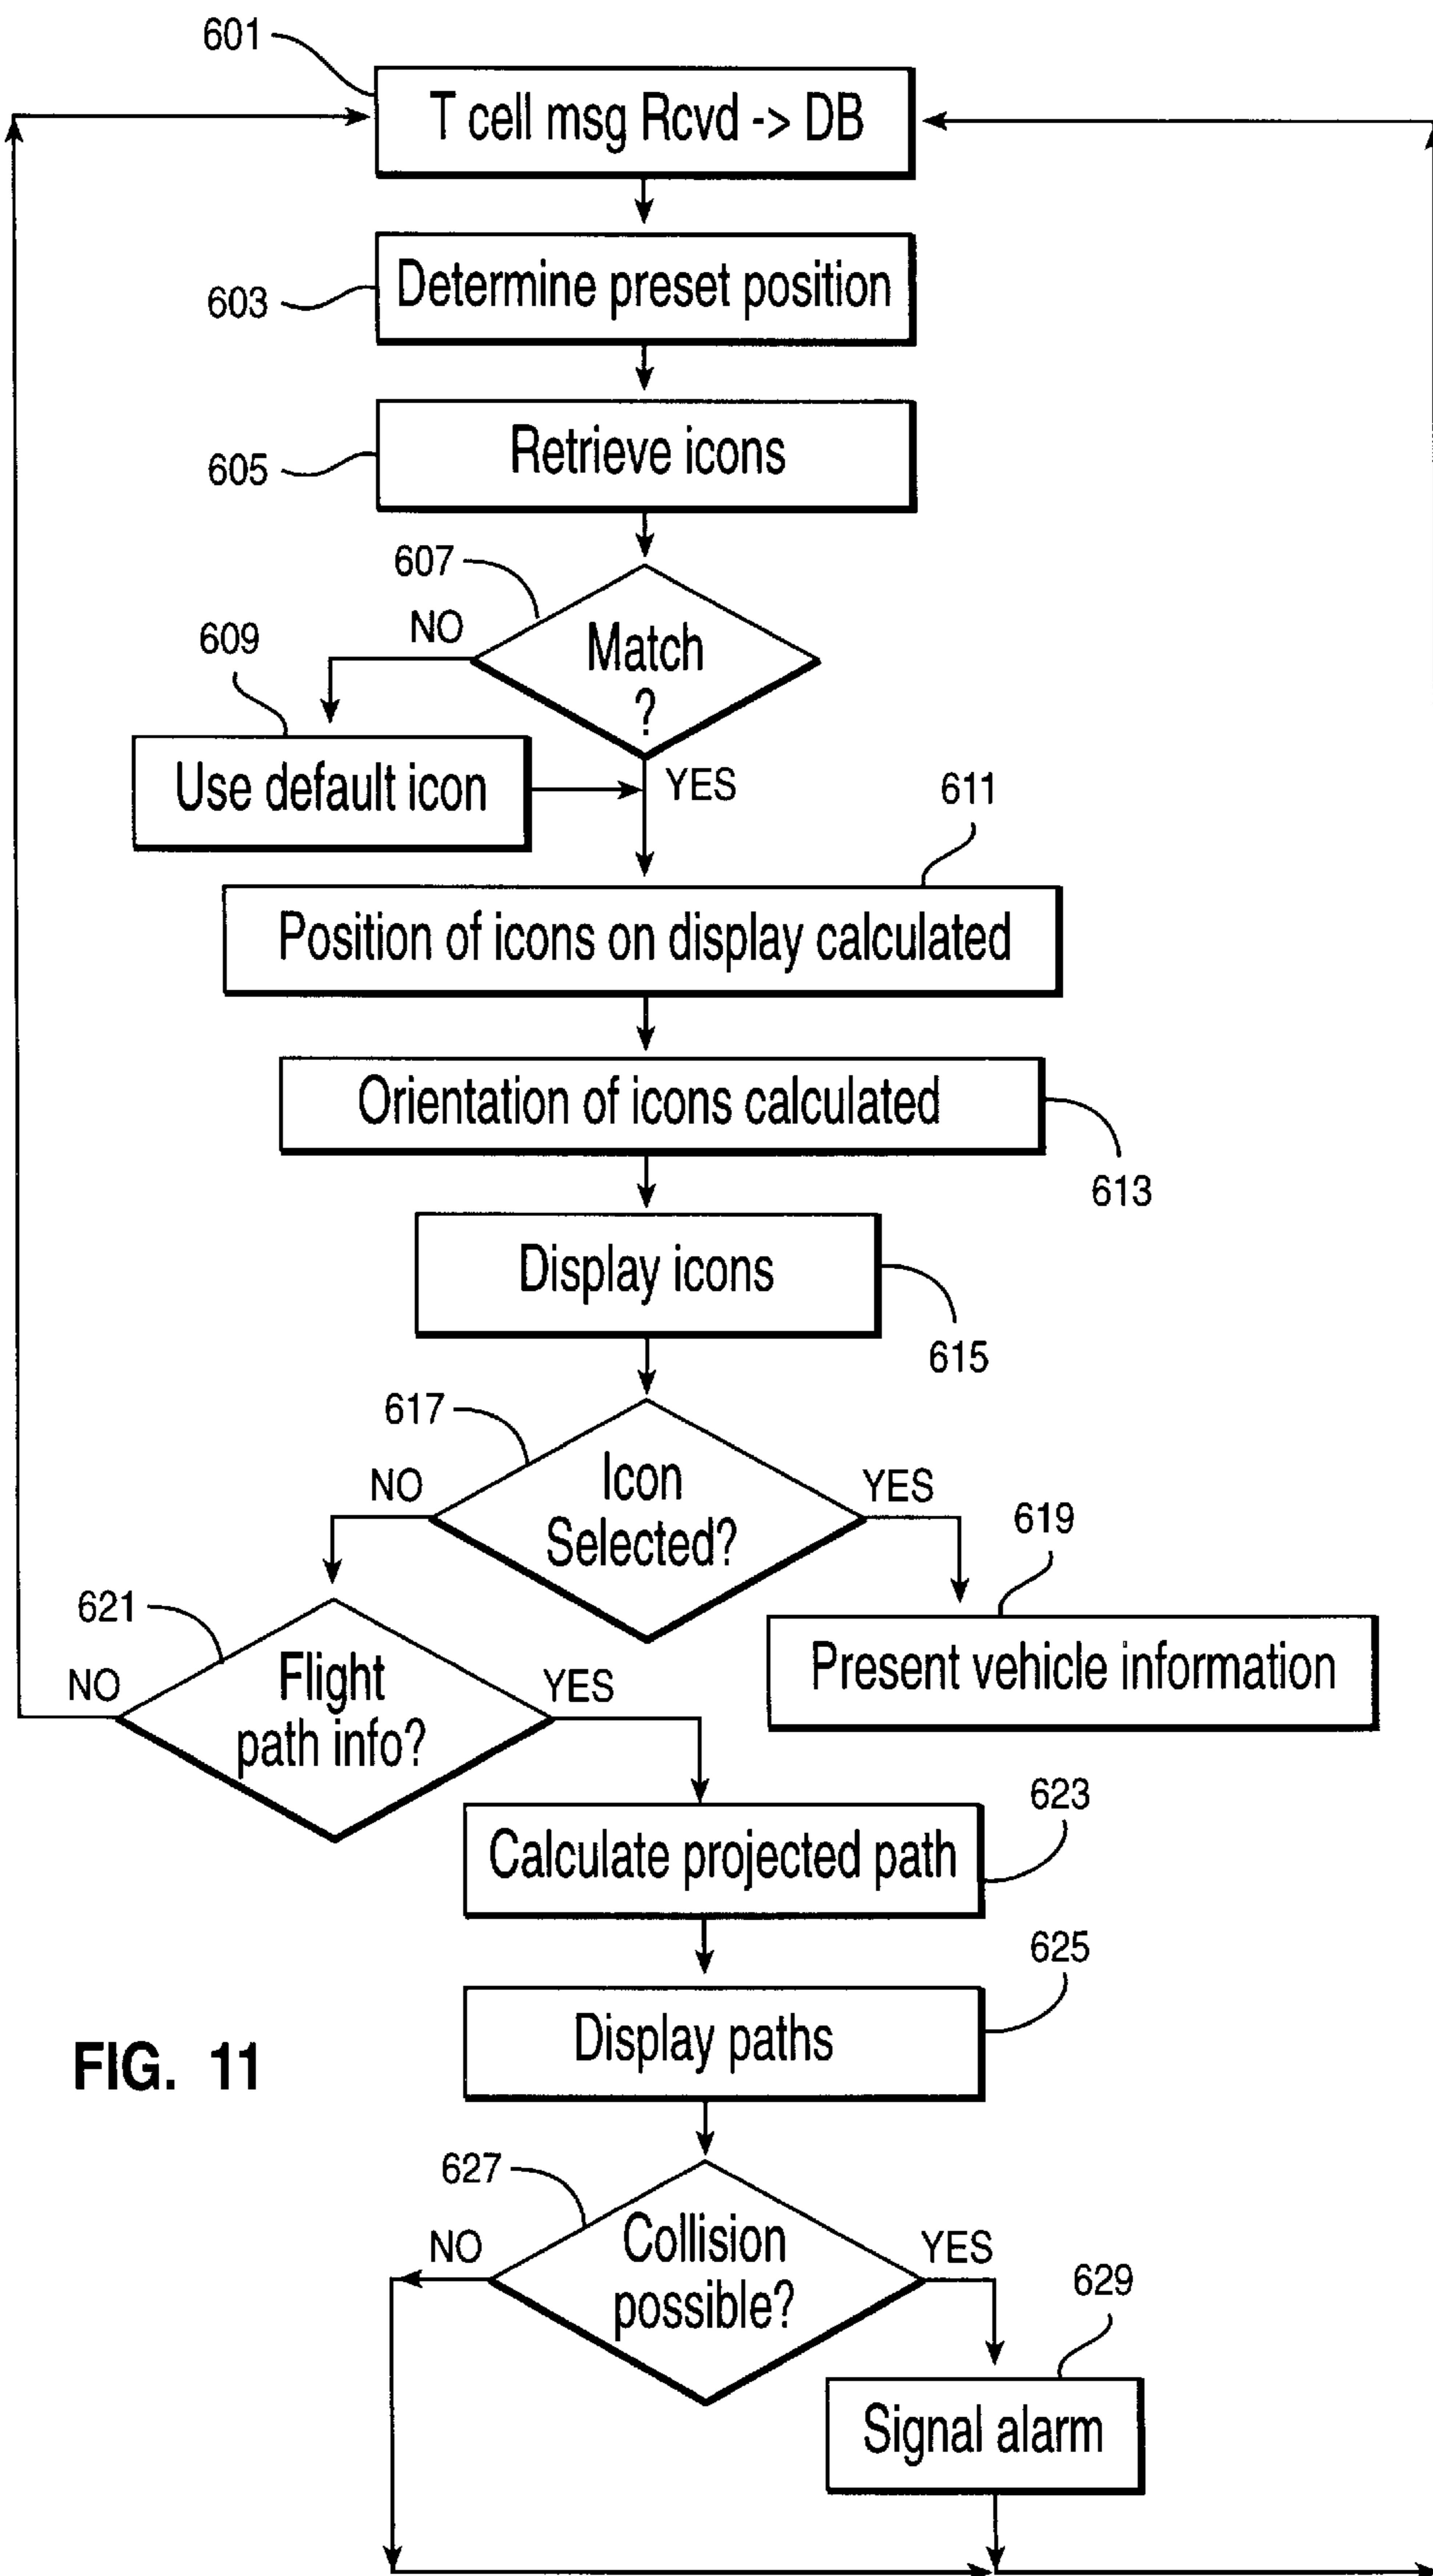 601
T cell msg Rcvd -> DB
603
Determine preset position
605
Retrieve icons
607
NO
Match
?
609
YES
Use default icon
611
Position of icons on display calculated
Orientation of icons calculated
613
Display icons
615
617
NO
Icon
Selected?
YES
619
621
NO
Flight
path info?
YES
Present vehicle information
623
Calculate projected path
625
Display paths
FIG. 11
627
NO
Collision
possible?
YES
629
Signal alarm